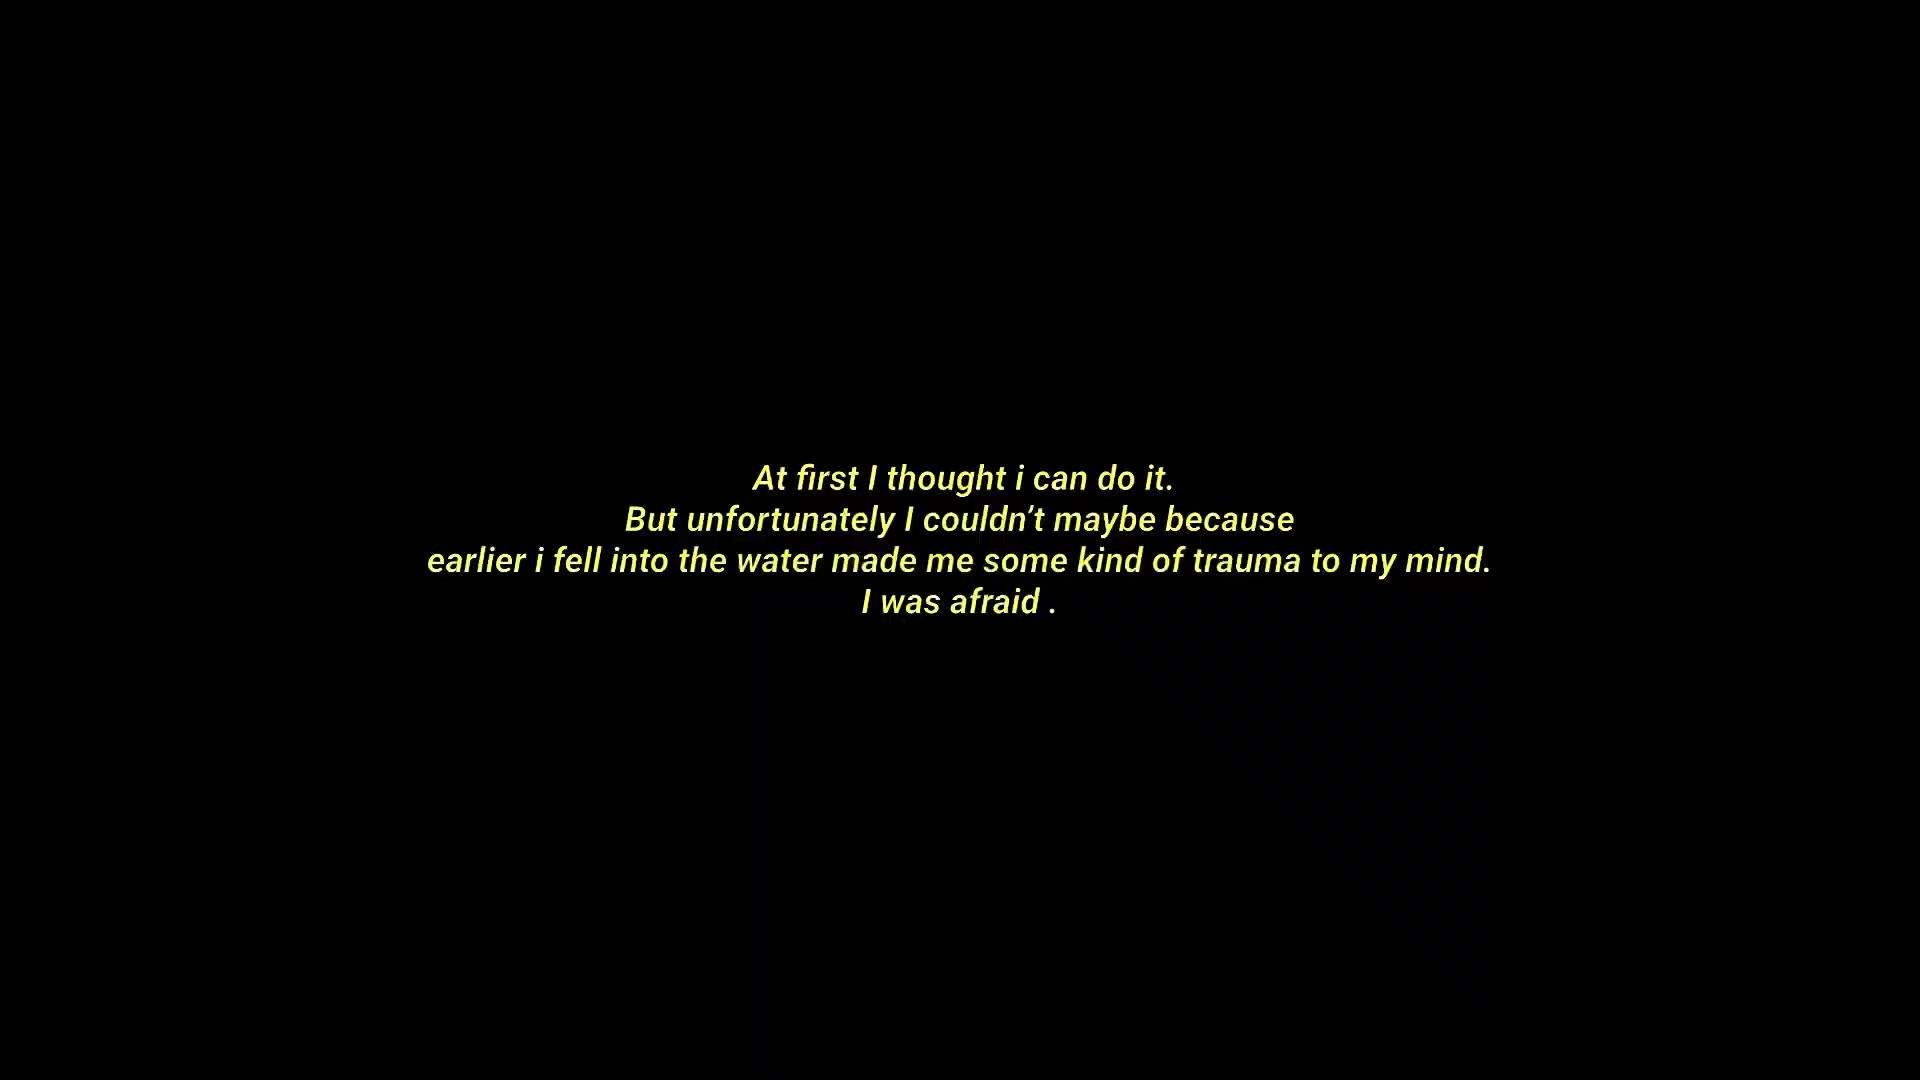 At first I thought i can do it.
But unfortunately I couldn’t maybe because
earlier i fell into the water made me some kind of trauma to my mind.
I was afraid .